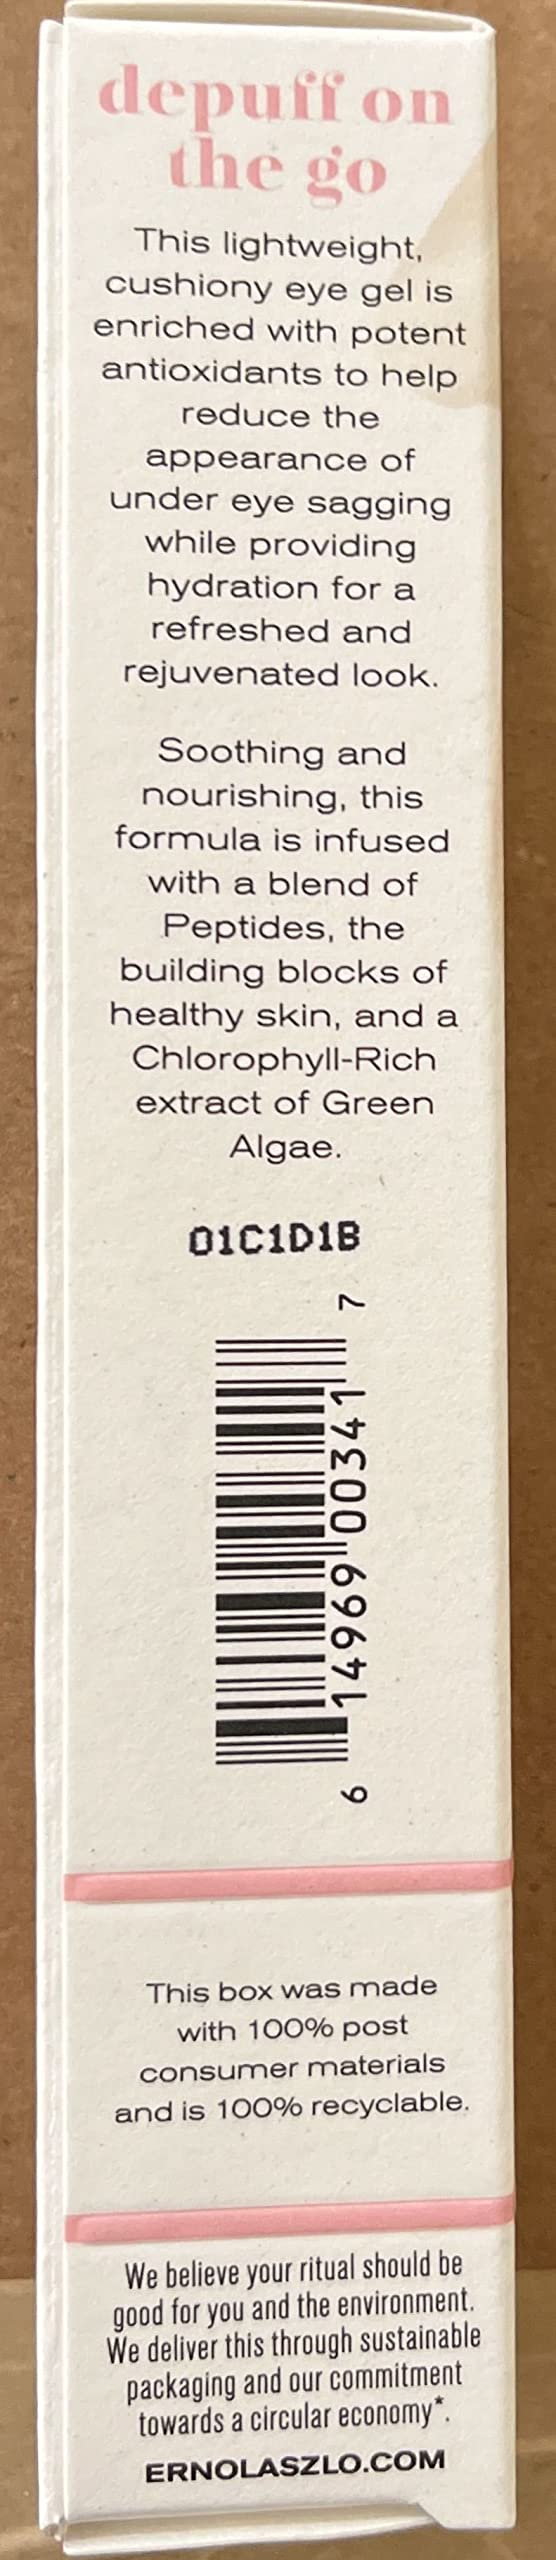 depuff on
the go
This lightweight,
cushiony eye gel is
enriched with potent
antioxidants to help
reduce the
appearance of
under eye sagging
while providing
hydration for a
refreshed and
rejuvenated look.
Soothing and
nourishing, this
formula is infused
with a blend of
Peptides, the
building blocks of
healthy skin, and a
Chlorophyll-Rich
extract of Green
Algae.
01C1D1B
6 14969 00341 7
This box was made
with 100% post
consumer materials
and is 100% recyclable.
We believe your ritual should be
good for you and the environment.
We deliver this through sustainable
packaging and our commitment
towards a circular economy*.
ERNOLASZLO.COM